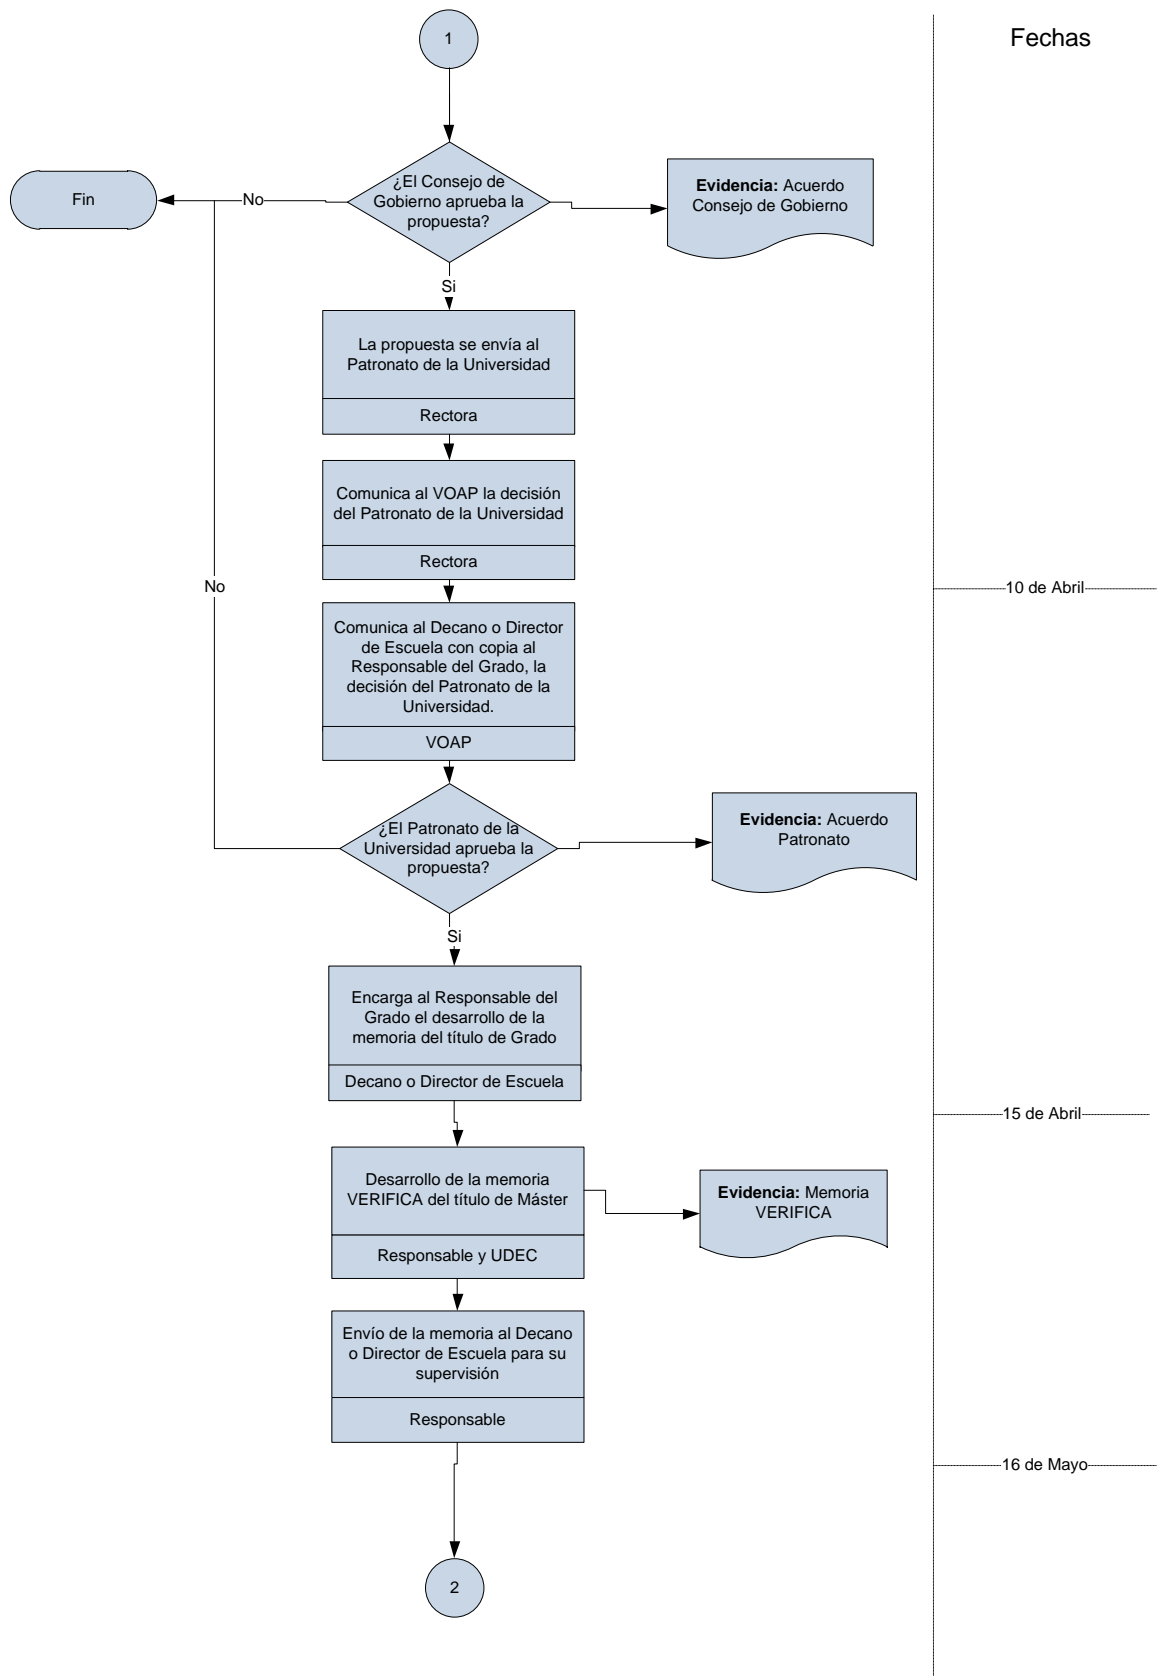 1
Fechas
¿El Consejo de
Gobierno aprueba la
propuesta?
Fin
No
Evidencia: Acuerdo
Consejo de Gobierno
Si
La propuesta se envía al
Patronato de la Universidad
Rectora
Comunica al VOAP la decisión
del Patronato de la Universidad
Rectora
No
10 de Abril
Comunica al Decano o Director
de Escuela con copia al
Responsable del Grado, la
decisión del Patronato de la
Universidad.
VOAP
¿El Patronato de la
Universidad aprueba la
propuesta?
Evidencia: Acuerdo
Patronato
Si
Encarga al Responsable del
Grado el desarrollo de la
memoria del título de Grado
Decano o Director de Escuela
15 de Abril
Desarrollo de la memoria
VERIFICA del título de Máster
Responsable y UDEC
Evidencia: Memoria
VERIFICA
Envío de la memoria al Decano
o Director de Escuela para su
supervisión
Responsable
16 de Mayo
2